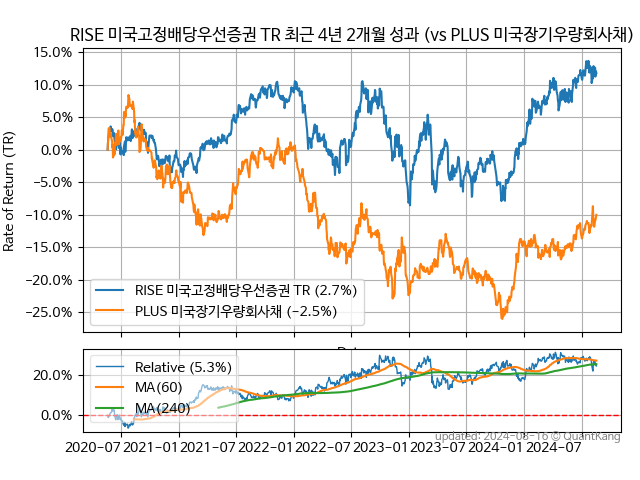 RISE 미국고정배당우선증권 TR 최근 4년 2개월 성과 (vs PLUS 미국장기우량회사채)
15.0%
10.0%
5.0%
0.0%
−5.0%
−10.0%
−15.0%
−20.0%
−25.0%
Rate of Return (TR)
RISE 미국고정배당우선증권 TR (2.7%)
PLUS 미국장기우량회사채 (−2.5%)
20.0%
0.0%
Relative (5.3%)
MA(60)
MA(240)
2020-07 2021-01 2021-07 2022-01 2022-07 2023-01 2023-07 2024-01 2024-07
updated: 2024-08-16 © QuantKang